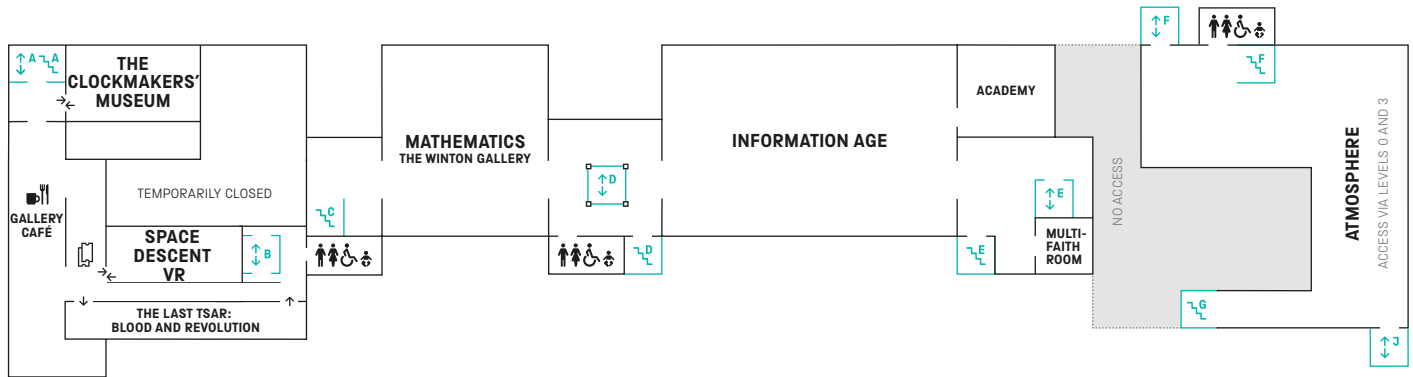 A A
THE
CLOCKMAKERS'
MUSEUM
TEMPORARILY CLOSED
GALLERY
CAFÉ
SPACE
DESCENT
VR
B
THE LAST TSAR:
BLOOD AND REVOLUTION
C
MATHEMATICS
THE WINTON GALLERY
D
D
INFORMATION AGE
ACADEMY
E
E
MULTI-
FAITH
ROOM
NO ACCESS
F
F
G
ATMOSPHERE
ACCESS VIA LEVELS 0 AND 3
J